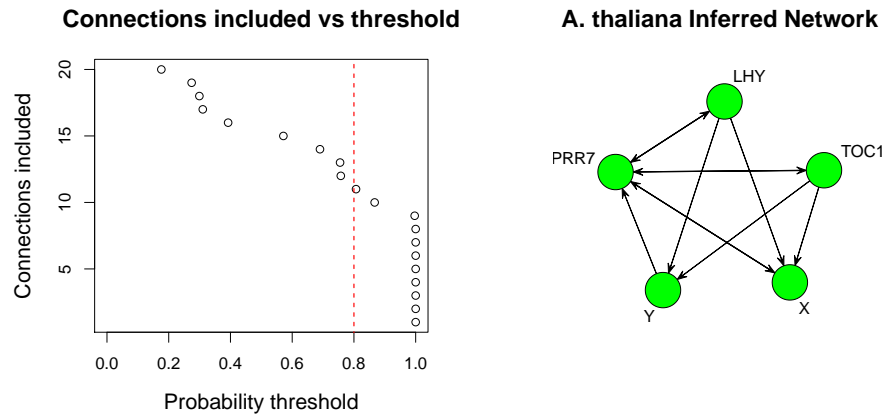 Connections included vs threshold
A. thaliana Inferred Network
Connections included
20
15
10
5
0.0 0.2 0.4 0.6 0.8 1.0
Probability threshold
LHY
PRR7
TOC1
Y
X